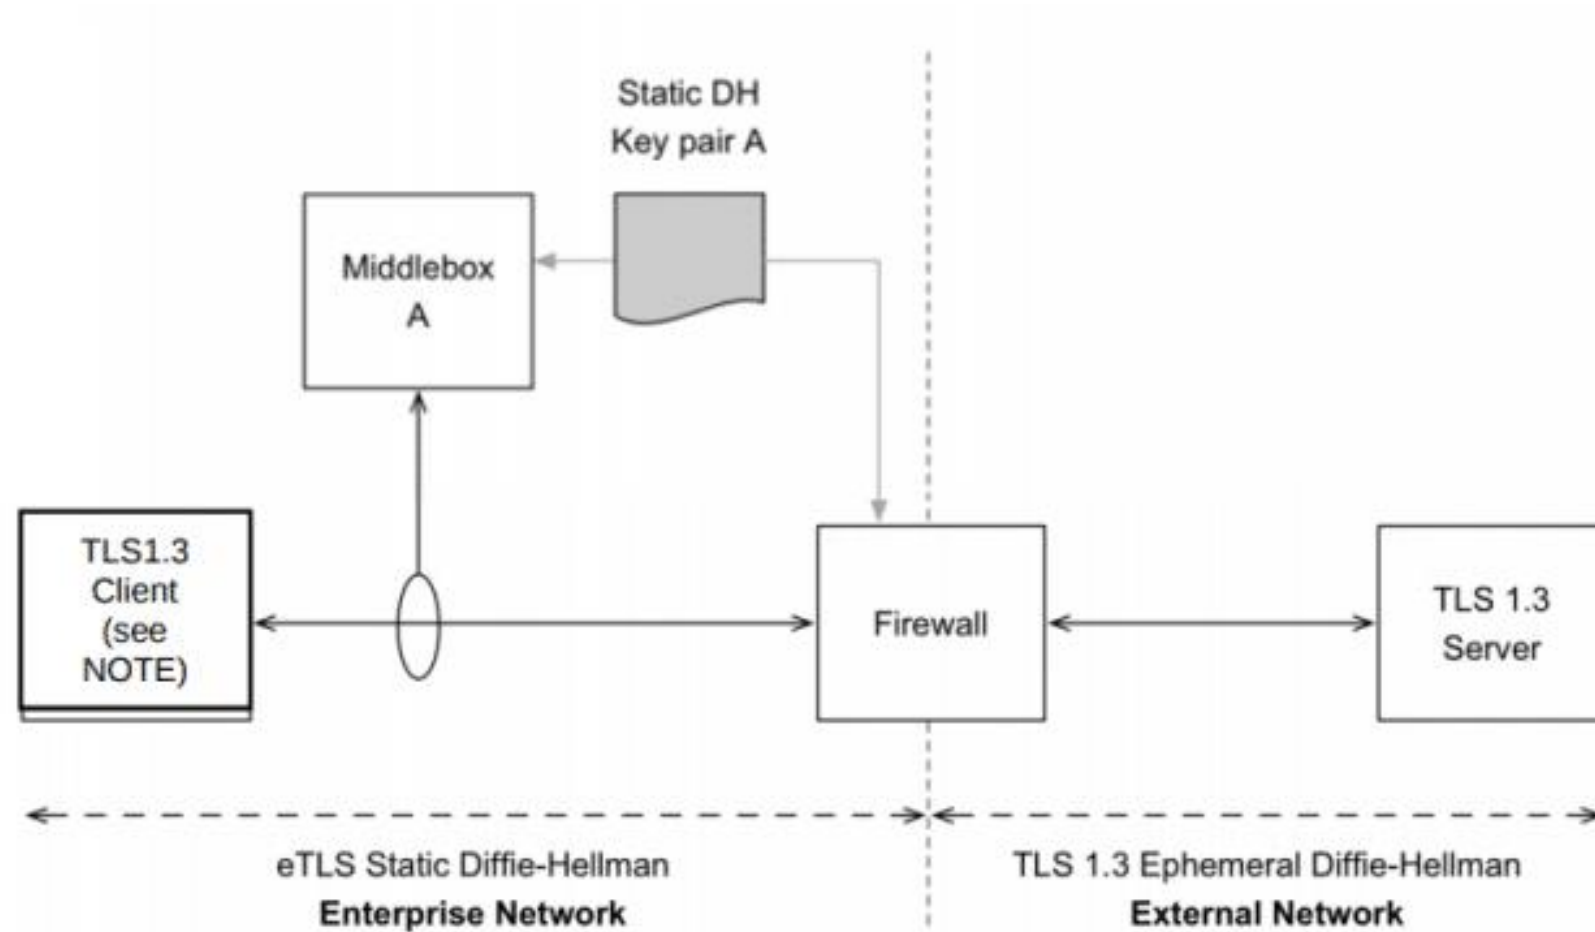 Static DH
Key pair A
Middlebox
A
TLS1.3
Client
(see
NOTE)
Firewall
TLS 1.3
Server
eTLS Static Diffie-Hellman
Enterprise Network
TLS 1.3 Ephemeral Diffie-Hellman
External Network